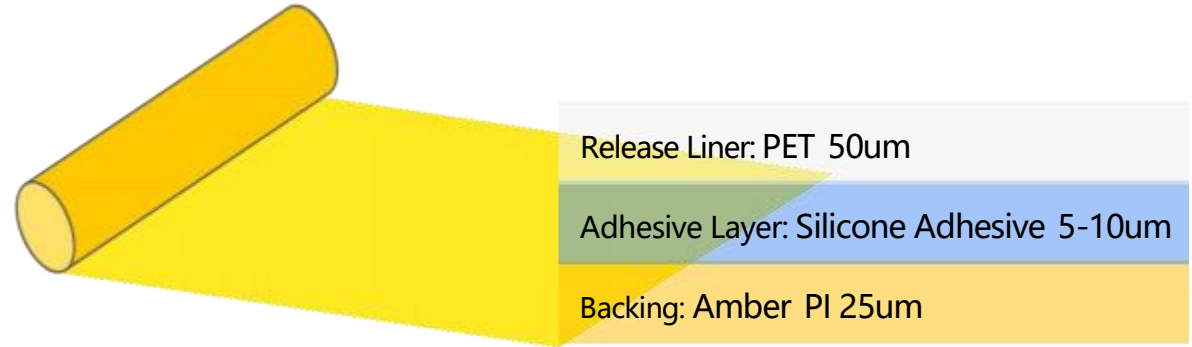 Release Liner: PET 50um
Adhesive Layer: Silicone Adhesive 5-10um
Backing: Amber PI 25um